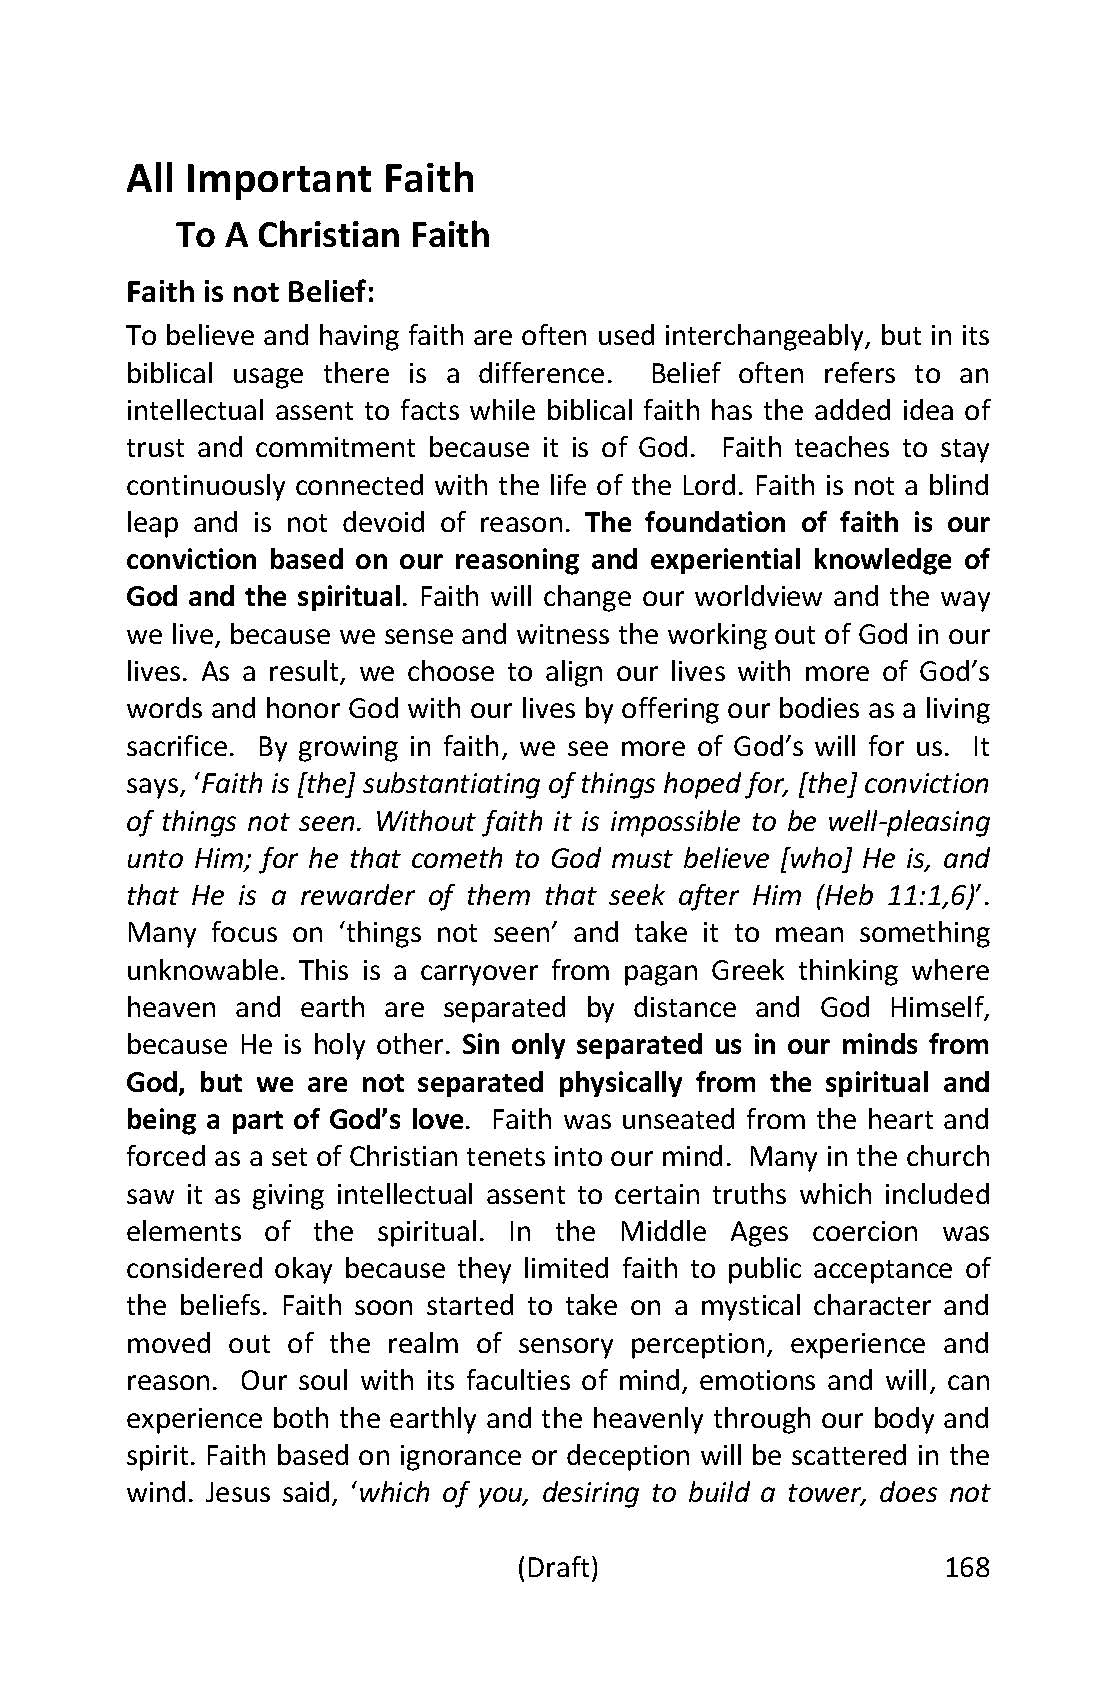 All Important Faith
To A Christian Faith
Faith is not Belief:
To believe and having faith are often used interchangeably, but in its
biblical usage there is a difference. Belief often refers to an
intellectual assent to facts while biblical faith has the added idea of
trust and commitment because it is of God. Faith teaches to stay
continuously connected with the life of the Lord. Faith is not a blind
leap and is not devoid of reason. The foundation of faith is our
conviction based on our reasoning and experiential knowledge of
God and the spiritual. Faith will change our worldview and the way
we live, because we sense and witness the working out of God in our
lives. As a result, we choose to align our lives with more of God’s
words and honor God with our lives by offering our bodies as a living
sacrifice. By growing in faith, we see more of God’s will for us. It
says, ‘Faith is [the] substantiating of things hoped for, [the] conviction
of things not seen. Without faith it is impossible to be well-pleasing
unto Him; for he that cometh to God must believe [who] He is, and
that He is a rewarder of them that seek after Him (Heb 11:1,6)’.
Many focus on ‘things not seen’ and take it to mean something
unknowable. This is a carryover from pagan Greek thinking where
heaven and earth are separated by distance and God Himself,
because He is holy other. Sin only separated us in our minds from
God, but we are not separated physically from the spiritual and
being a part of God’s love. Faith was unseated from the heart and
forced as a set of Christian tenets into our mind. Many in the church
saw it as giving intellectual assent to certain truths which included
elements of the spiritual. In the Middle Ages coercion was
considered okay because they limited faith to public acceptance of
the beliefs. Faith soon started to take on a mystical character and
moved out of the realm of sensory perception, experience and
reason. Our soul with its faculties of mind, emotions and will, can
experience both the earthly and the heavenly through our body and
spirit. Faith based on ignorance or deception will be scattered in the
wind. Jesus said, ‘which of you, desiring to build a tower, does not
(Draft) 168